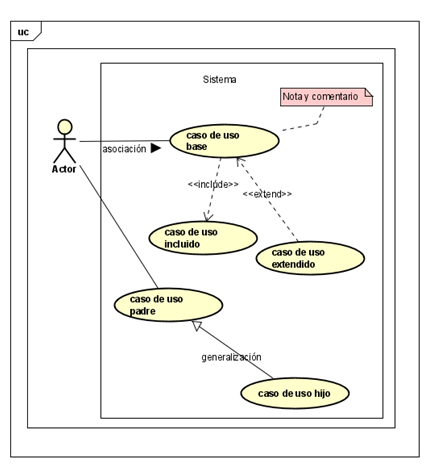 uc
Sistema
Nota y comentario
caso de uso
base
asociación
Actor
<<include>>
<<extend>>
caso de uso
incluido
caso de uso
extendido
caso de uso
padre
generalización
caso de uso hijo